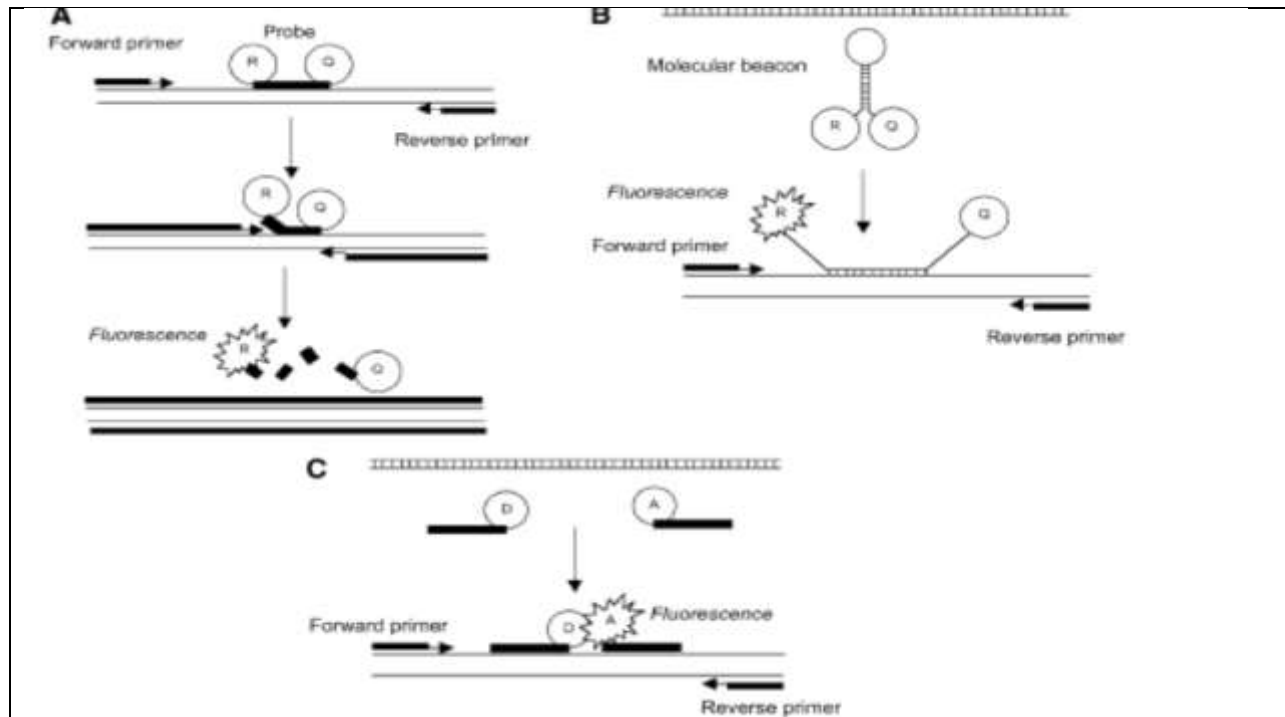 A
Forward primer
Probe
R
Q
Reverse primer
R
Q
Fluorescence
R
Q
B
Molecular beacon
R
Q
Fluorescence
R
Q
Forward primer
Reverse primer
C
D
A
Forward primer
D
A
Fluorescence
Reverse primer